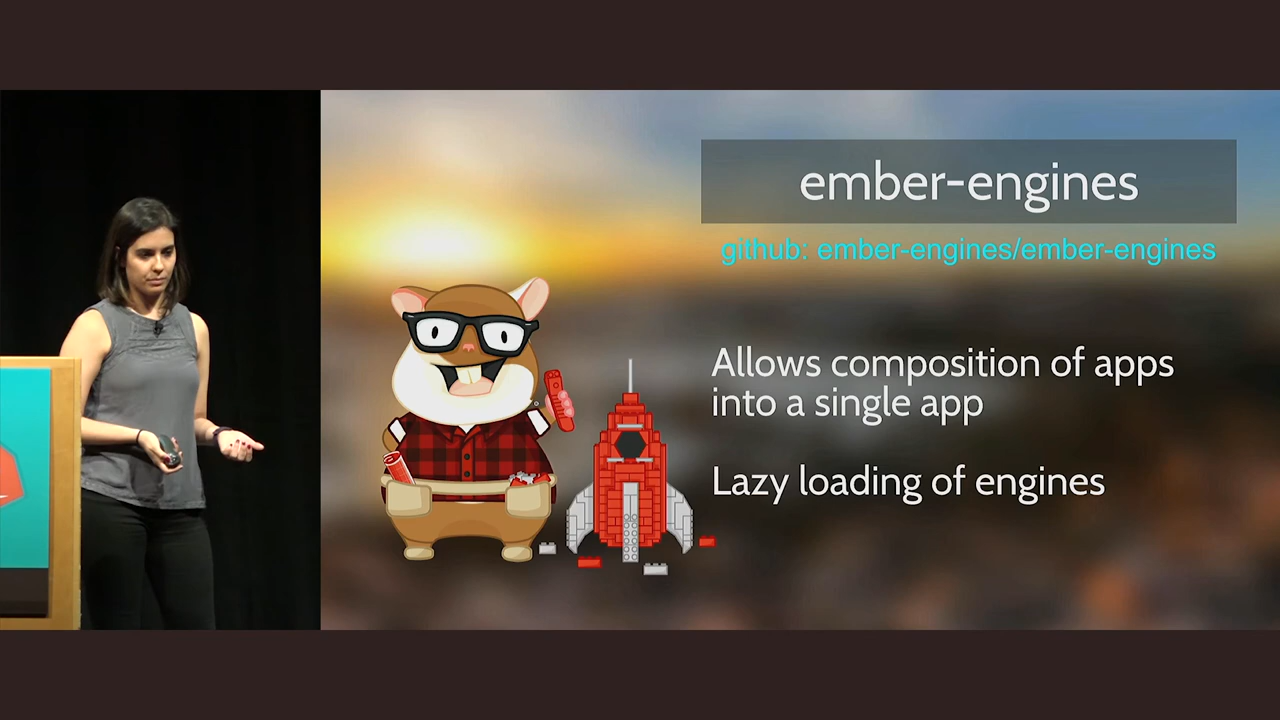 ember-engines
github: ember-engines/ember-engines
Allows composition of apps
into a single app
Lazy loading of engines